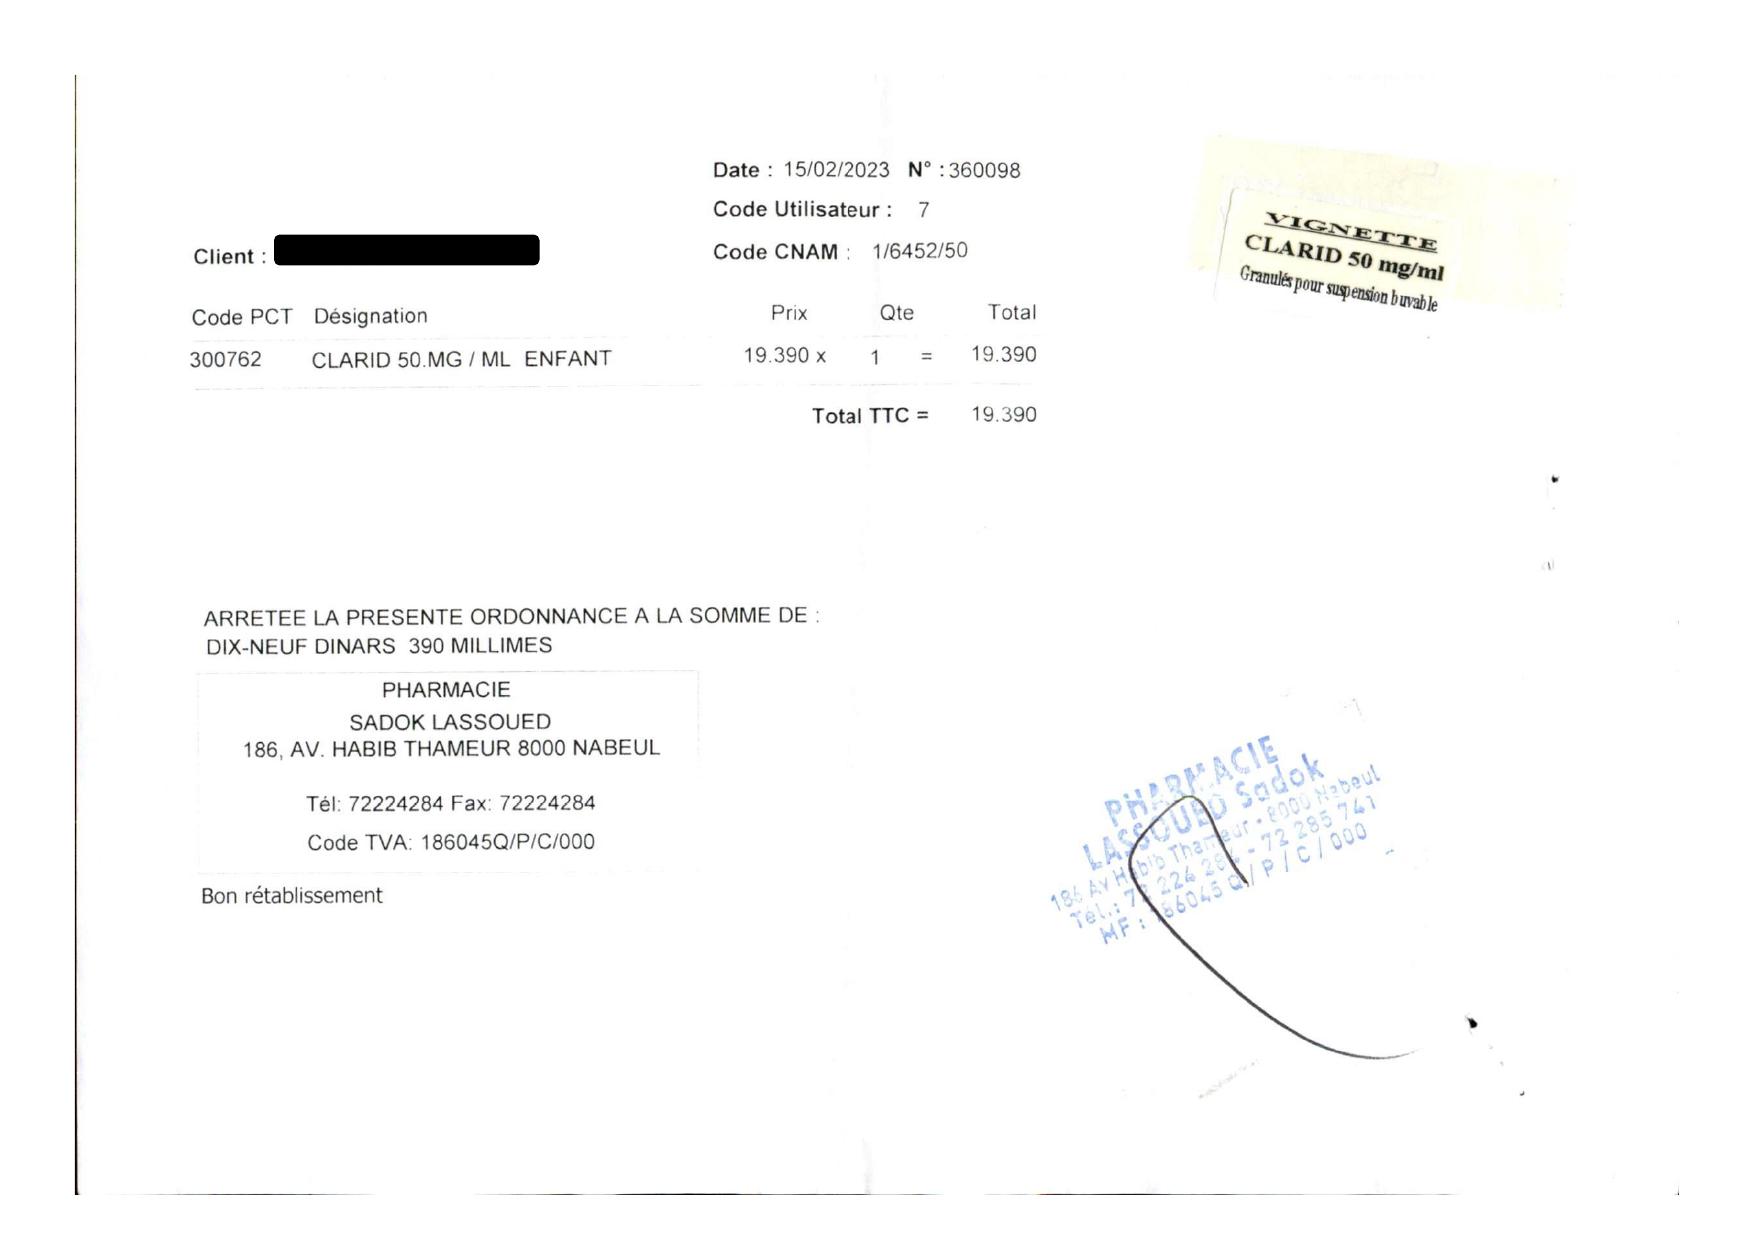 Date : 15/02/2023 N° : 360098
Code Utilisateur : 7
Client :
Code CNAM : 1/6452/50
VIGNETTE
CLARID 50 mg/ml
Granulés pour suspension buvable
Code PCT Désignation Prix Qte Total
300762 CLARID 50.MG / ML ENFANT 19.390 x 1 = 19.390
Total TTC = 19.390
ARRETEE LA PRESENTE ORDONNANCE A LA SOMME DE :
DIX-NEUF DINARS 390 MILLIMES
PHARMACIE
SADOK LASSOUED
186, AV. HABIB THAMEUR 8000 NABEUL
Tél: 72224284 Fax: 72224284
Code TVA: 186045Q/P/C/000
Bon rétablissement
PHARMACIE
LASSOUED Sadok
186 Av Habib Thameur - 8000 Nabeul
Tél.: 72 224 284 - 72 285 741
MF : 186045 Q / P / C / 000